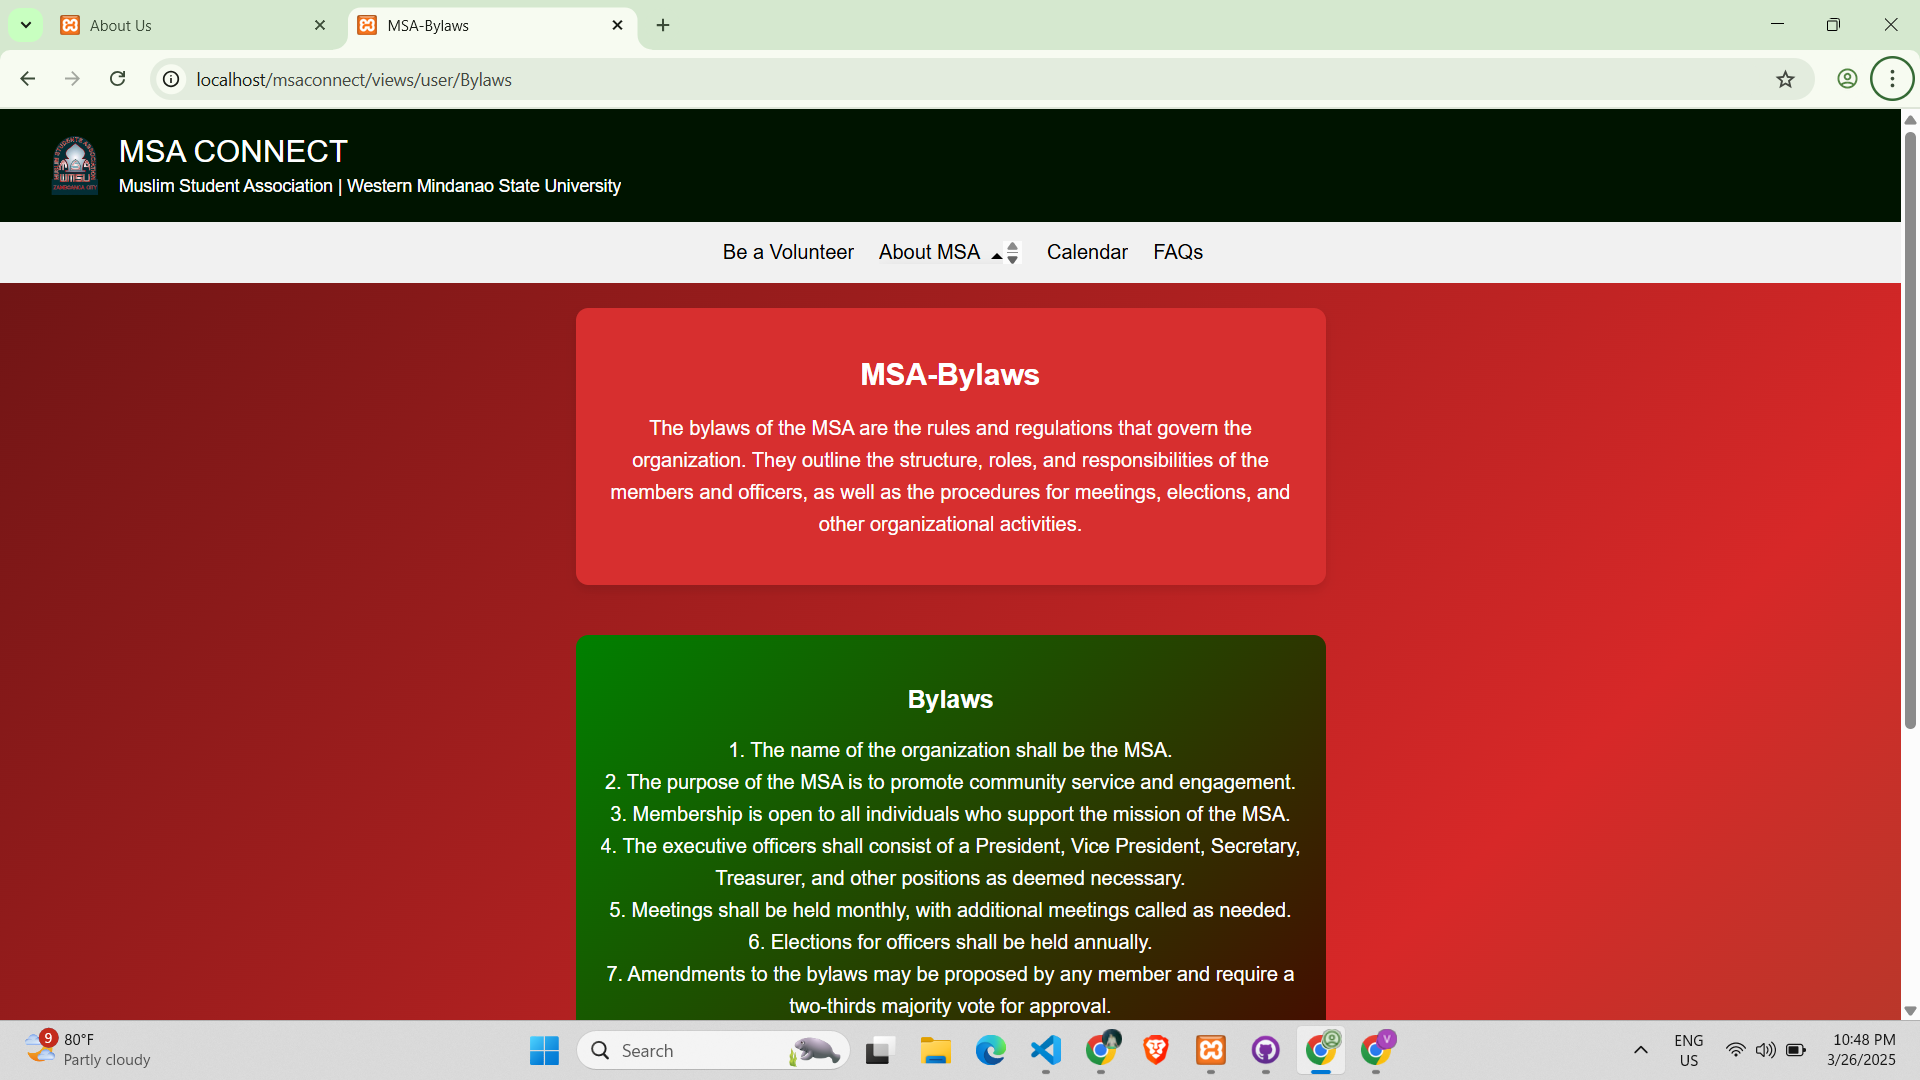 About Us
MSA-Bylaws
localhost/msaconnect/views/user/Bylaws
MSA CONNECT
Muslim Student Association | Western Mindanao State University
Be a Volunteer
About MSA
Calendar
FAQs
MSA-Bylaws
The bylaws of the MSA are the rules and regulations that govern the
organization. They outline the structure, roles, and responsibilities of the
members and officers, as well as the procedures for meetings, elections, and
other organizational activities.
Bylaws
1. The name of the organization shall be the MSA.
2. The purpose of the MSA is to promote community service and engagement.
3. Membership is open to all individuals who support the mission of the MSA.
4. The executive officers shall consist of a President, Vice President, Secretary,
Treasurer, and other positions as deemed necessary.
5. Meetings shall be held monthly, with additional meetings called as needed.
6. Elections for officers shall be held annually.
7. Amendments to the bylaws may be proposed by any member and require a
two-thirds majority vote for approval.
9
80°F
Partly cloudy
Search
V
ENG
US
10:48 PM
3/26/2025